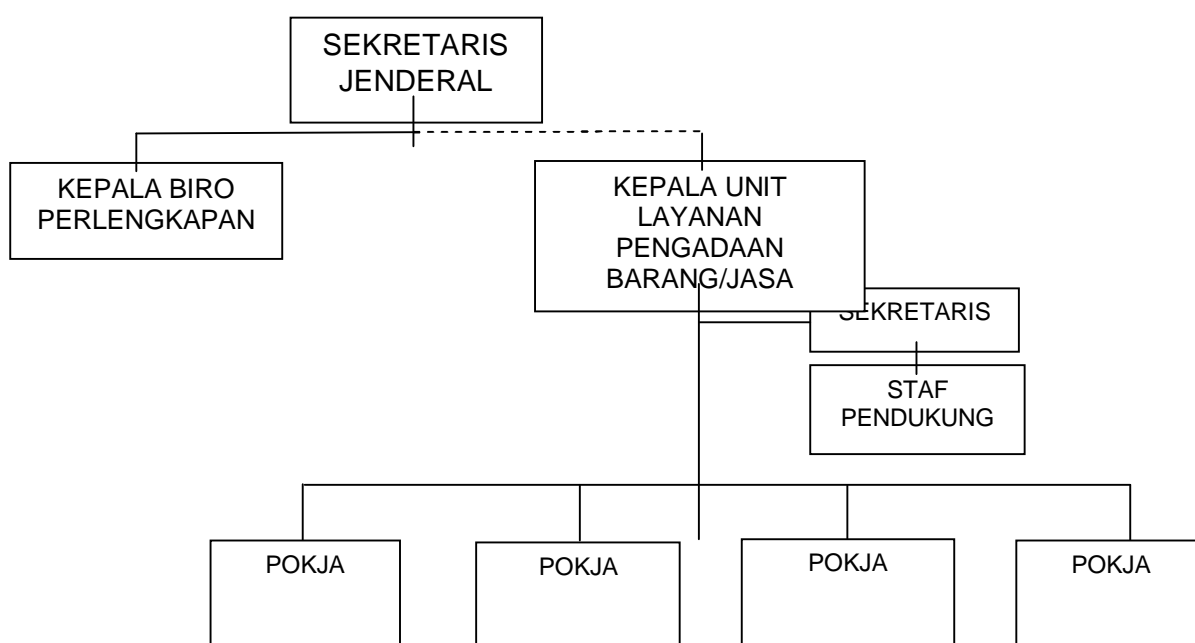 SEKRETARIS
JENDERAL
KEPALA BIRO
PERLENGKAPAN
KEPALA UNIT
LAYANAN
PENGADAAN
BARANG/JASA
SEKRETARIS
STAF
PENDUKUNG
POKJA
POKJA
POKJA
POKJA